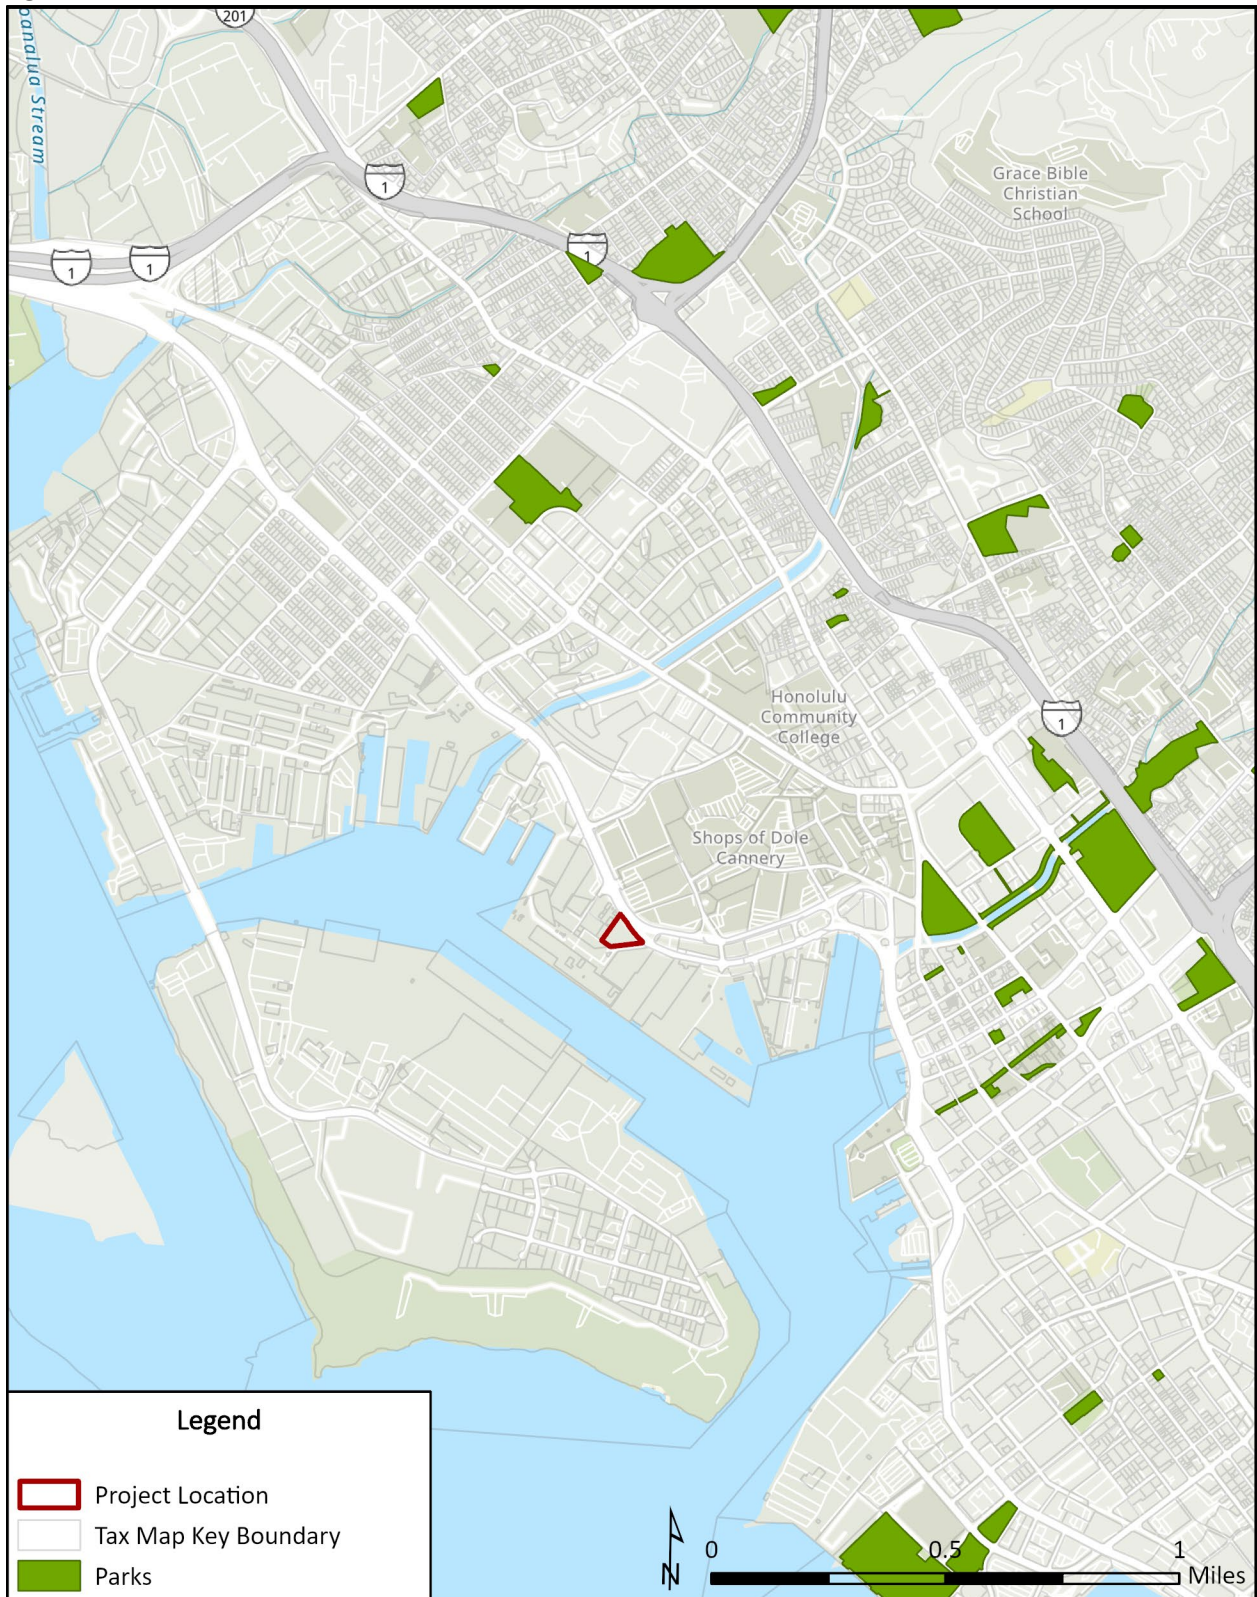 201
oanalua Stream
1
Grace Bible
Christian
School
1
1
1
Honolulu
Community
College
1
Shops of Dole
Cannery
Legend
Project Location
Tax Map Key Boundary
Parks
N
0
0.5
1
Miles